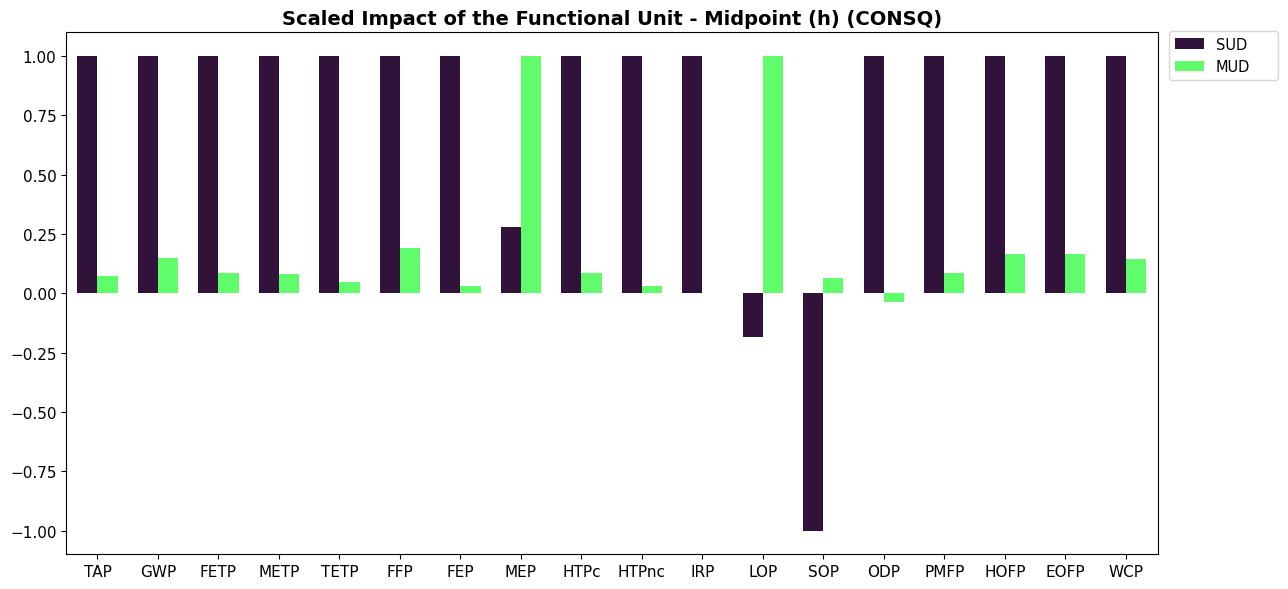 Scaled Impact of the Functional Unit - Midpoint (h) (CONSQ)
SUD
MUD
1.00
0.75
0.50
0.25
0.00
−0.25
−0.50
−0.75
−1.00
TAP GWP FETP METP TETP FFP FEP MEP HTPc HTPnc IRP LOP SOP ODP PMFP HOFP EOFP WCP